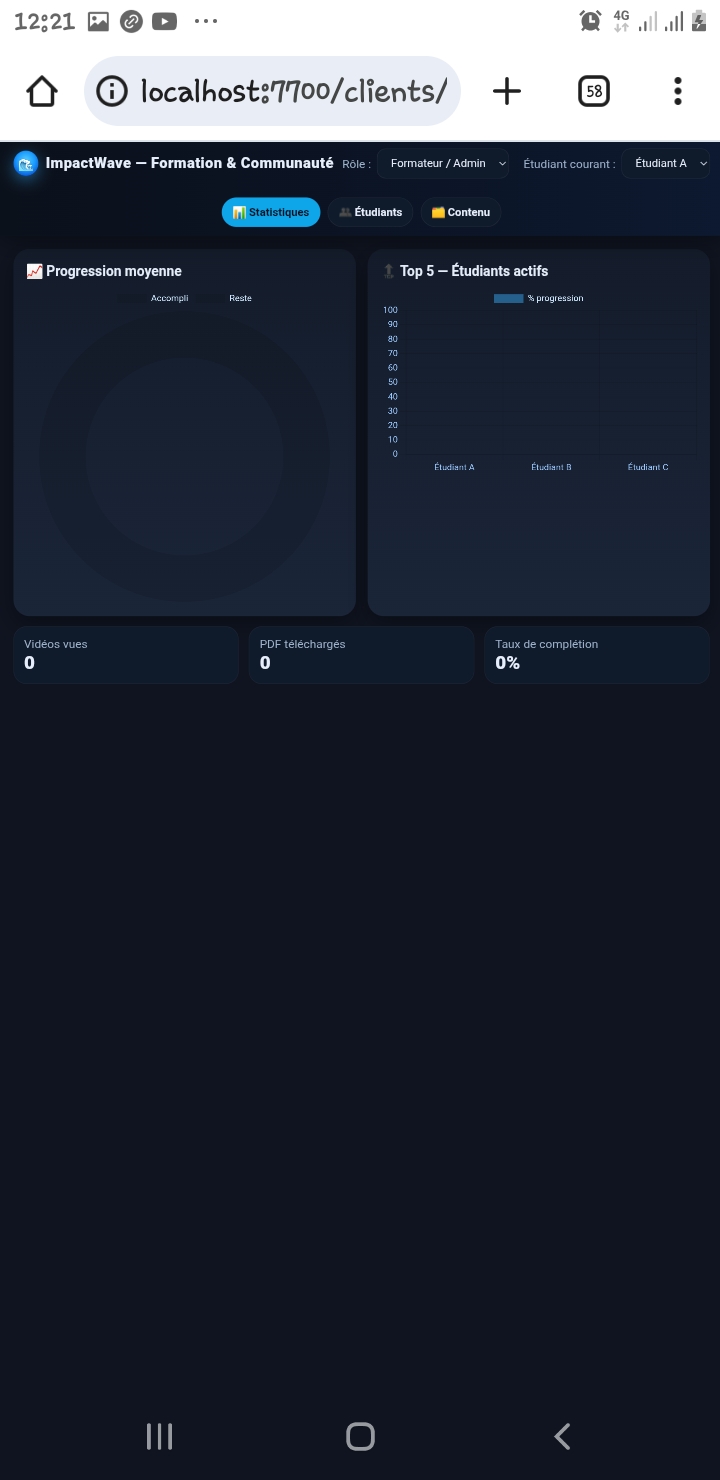 12:21
4G
localhost:7700/clients/
58
ImpactWave — Formation & Communauté Rôle : Formateur / Admin Étudiant courant : Étudiant A
📊 Statistiques 👥 Étudiants 🗂️ Contenu
📈 Progression moyenne
Accompli Reste
Top 5 — Étudiants actifs
% progression
100
90
80
70
60
50
40
30
20
10
0
Étudiant A Étudiant B Étudiant C
Vidéos vues
0
PDF téléchargés
0
Taux de complétion
0%